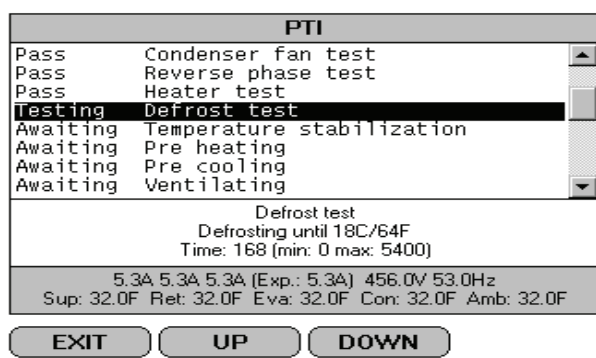 PTI
Pass Condenser fan test
Pass Reverse phase test
Pass Heater test
Testing Defrost test
Awaiting Temperature stabilization
Awaiting Pre heating
Awaiting Pre cooling
Awaiting Ventilating
Defrost test
Defrosting until 18C/64F
Time: 168 (min: 0 max: 5400)
5.3A 5.3A 5.3A (Exp.: 5.3A) 456.0V 53.0Hz
Sup: 32.0F Ret: 32.0F Eva: 32.0F Con: 32.0F Amb: 32.0F
EXIT UP DOWN